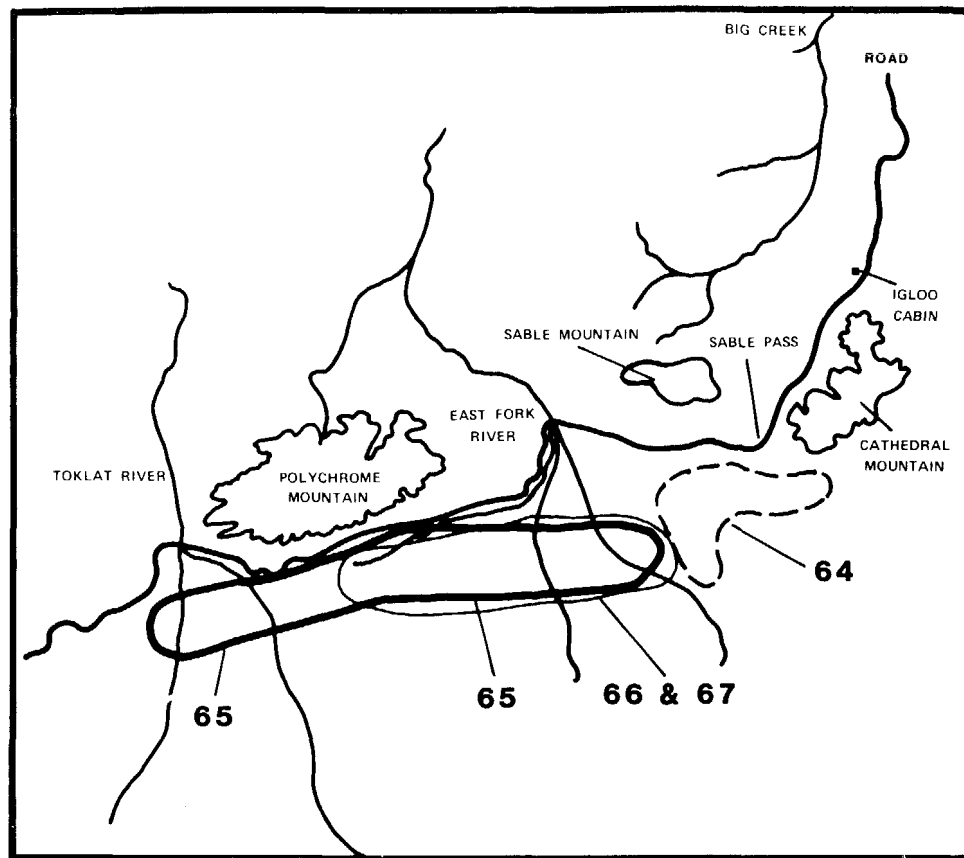 BIG CREEK
ROAD
IGLOO
CABIN
SABLE MOUNTAIN
SABLE PASS
EAST FORK
RIVER
CATHEDRAL
MOUNTAIN
TOKLAT RIVER
POLYCHROME
MOUNTAIN
64
65
65
66 & 67